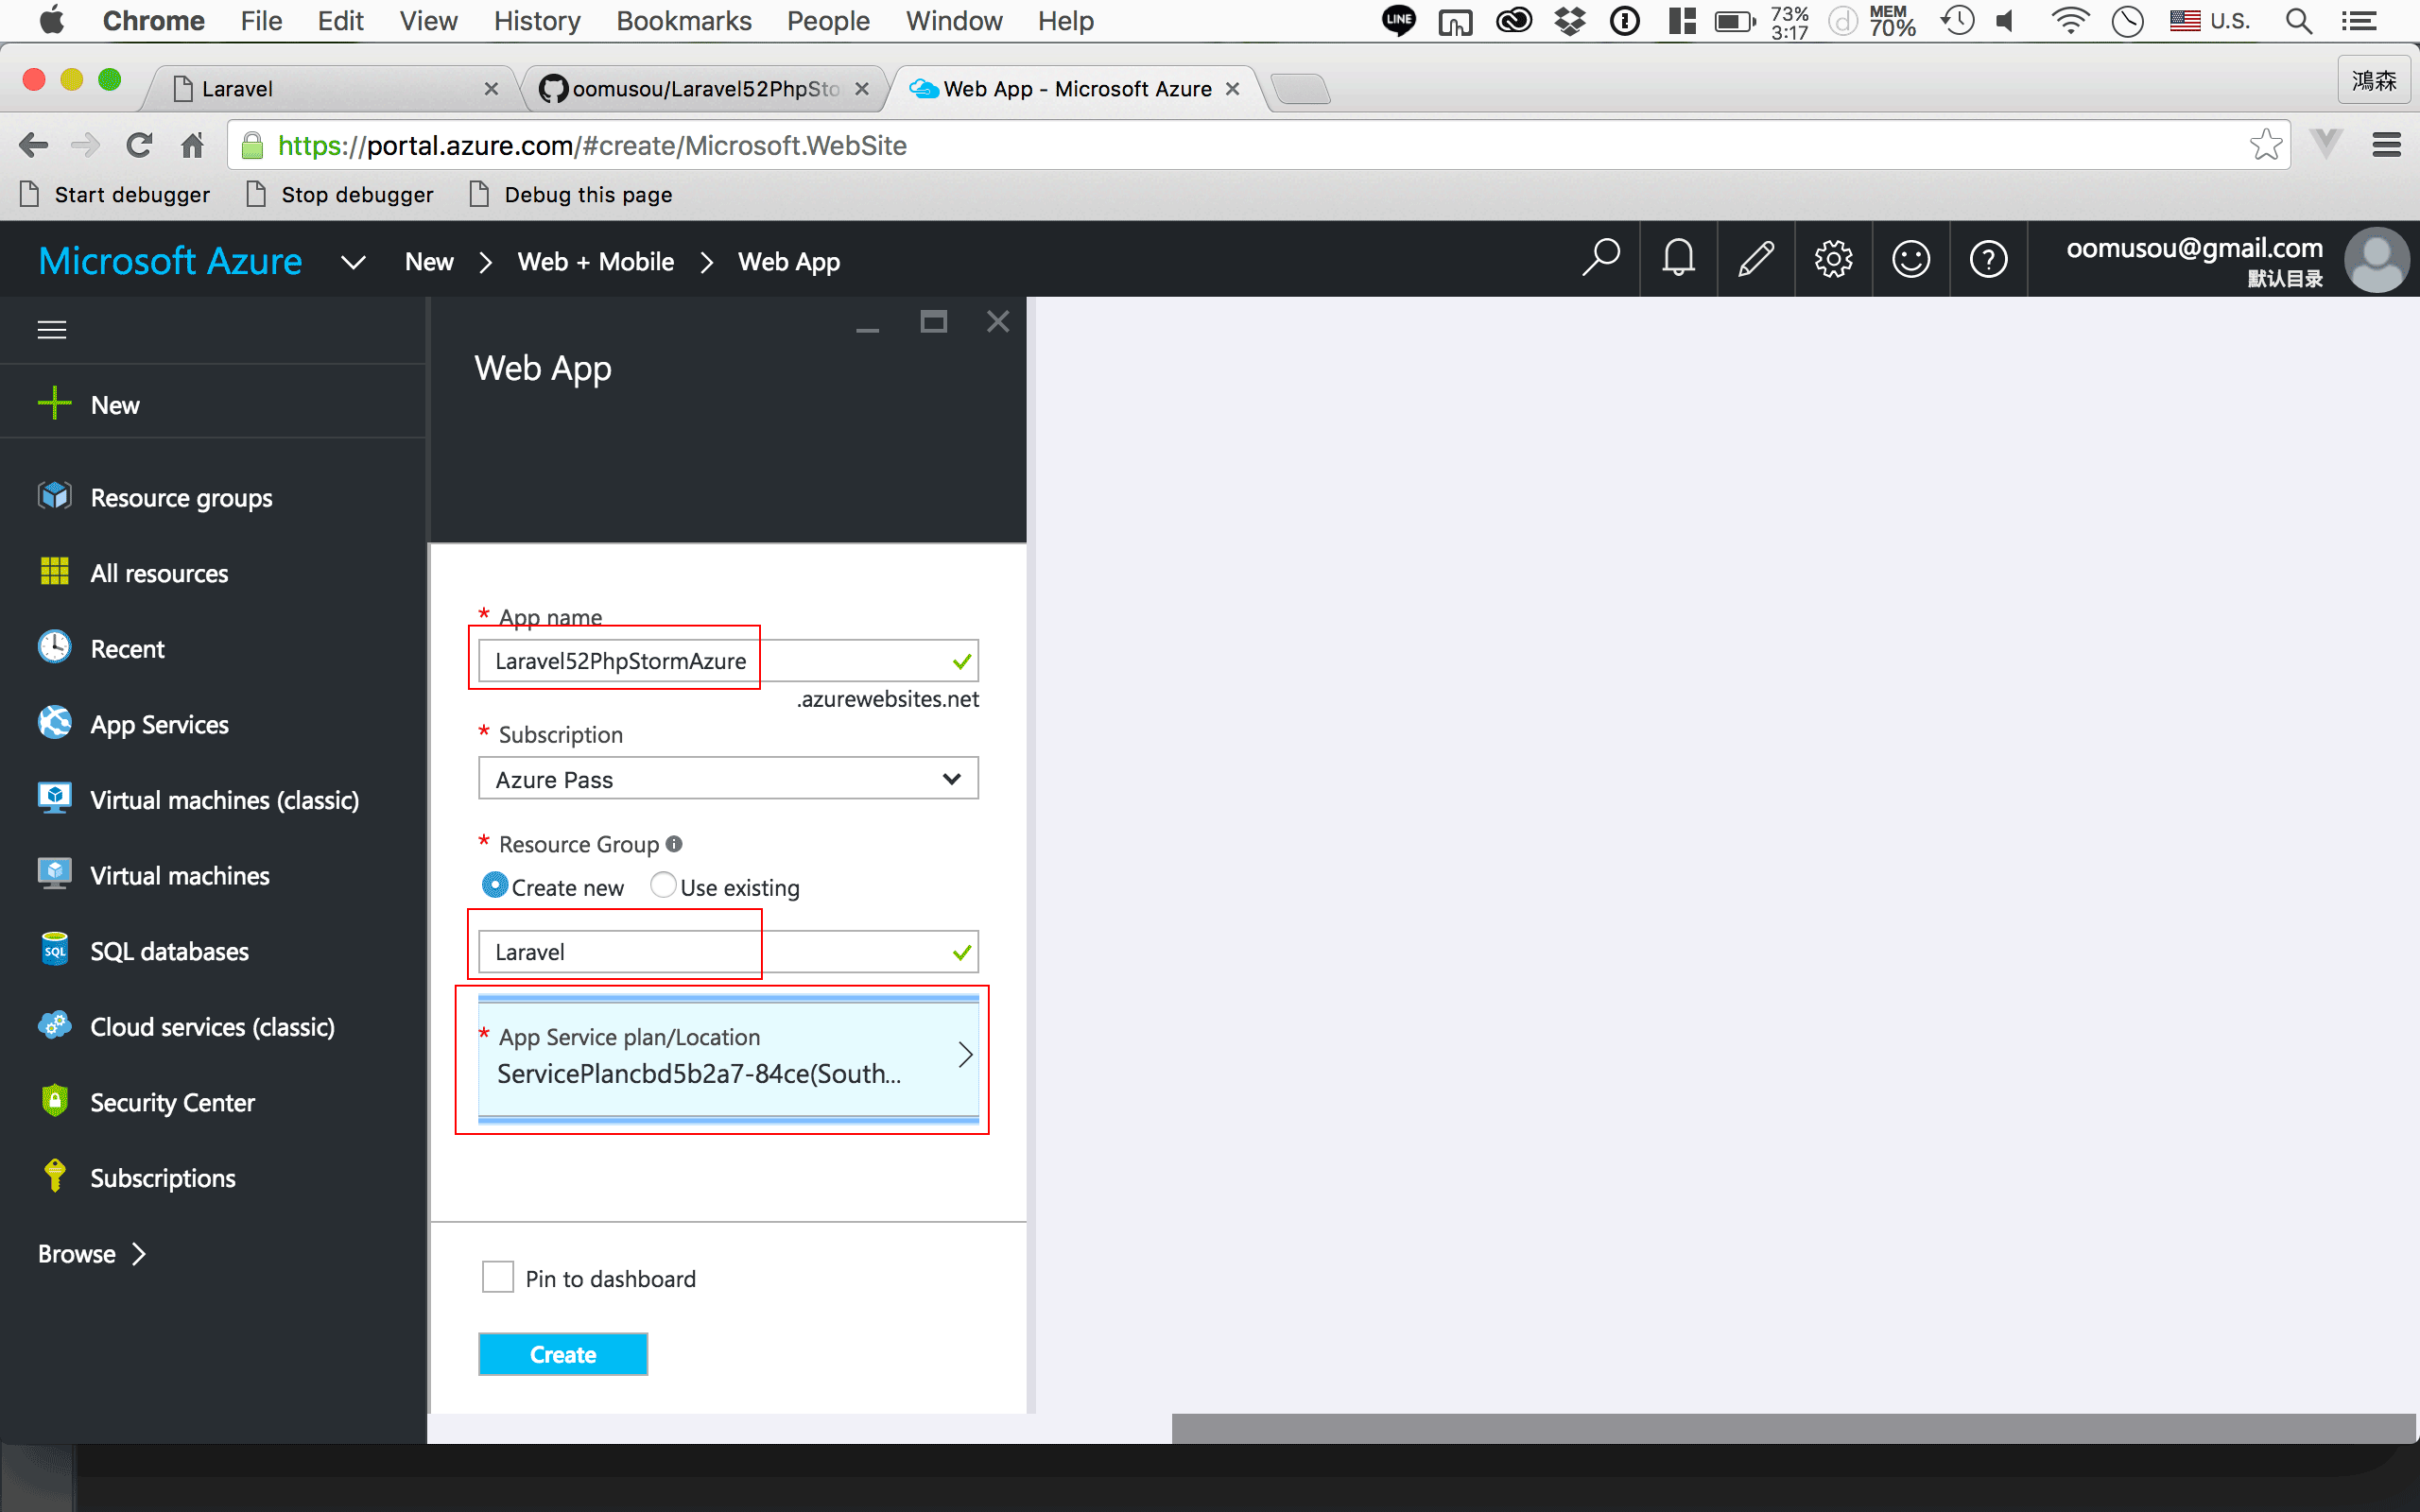 Chrome File Edit View History Bookmarks People Window Help LINE 73% 3:17 d MEM 70% U.S.
Laravel oomusou/Laravel52PhpSto Web App - Microsoft Azure 鴻森
https://portal.azure.com/#create/Microsoft.WebSite
Start debugger Stop debugger Debug this page
Microsoft Azure New Web + Mobile Web App oomusou@gmail.com
默认目录
New
Resource groups
All resources
Recent
App Services
Virtual machines (classic)
Virtual machines
SQL SQL databases
Cloud services (classic)
Security Center
Subscriptions
Browse
Web App
* App name
Laravel52PhpStormAzure
.azurewebsites.net
* Subscription
Azure Pass
* Resource Group
Create new Use existing
Laravel
* App Service plan/Location
ServicePlancbd5b2a7-84ce(South...
Pin to dashboard
Create